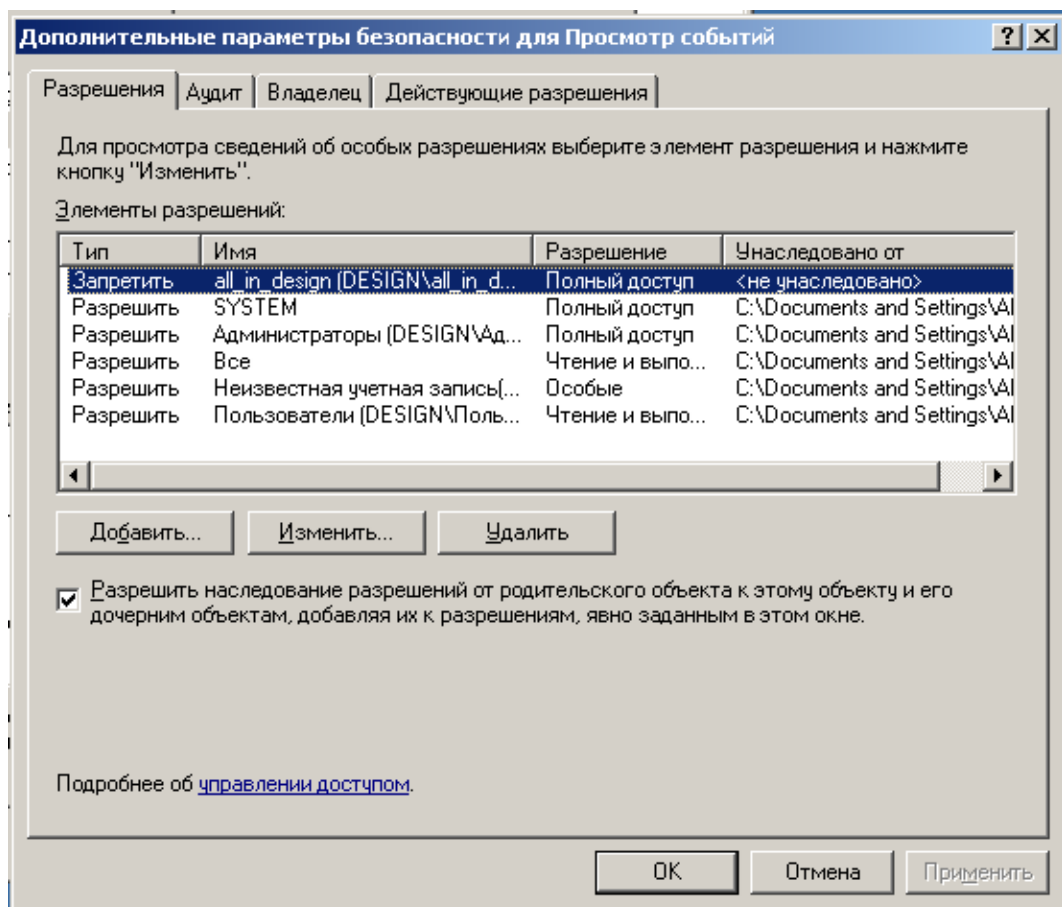 Дополнительные параметры безопасности для Просмотр событий
Разрешения Аудит Владелец Действующие разрешения
Для просмотра сведений об особых разрешениях выберите элемент разрешения и нажмите
кнопку "Изменить".
Элементы разрешений:
Тип Имя Разрешение Унаследовано от
Запретить all_in_design (DESIGN\all_in_d... Полный доступ <не унаследовано>
Разрешить SYSTEM Полный доступ C:\Documents and Settings\Al
Разрешить Администраторы (DESIGN\Ад... Полный доступ C:\Documents and Settings\Al
Разрешить Все Чтение и выпо... C:\Documents and Settings\Al
Разрешить Неизвестная учетная запись(... Особые C:\Documents and Settings\Al
Разрешить Пользователи (DESIGN\Поль... Чтение и выпо... C:\Documents and Settings\Al
Добавить... Изменить... Удалить
Разрешить наследование разрешений от родительского объекта к этому объекту и его
дочерним объектам, добавляя их к разрешениям, явно заданным в этом окне.
Подробнее об управлении доступом.
OK Отмена Применить